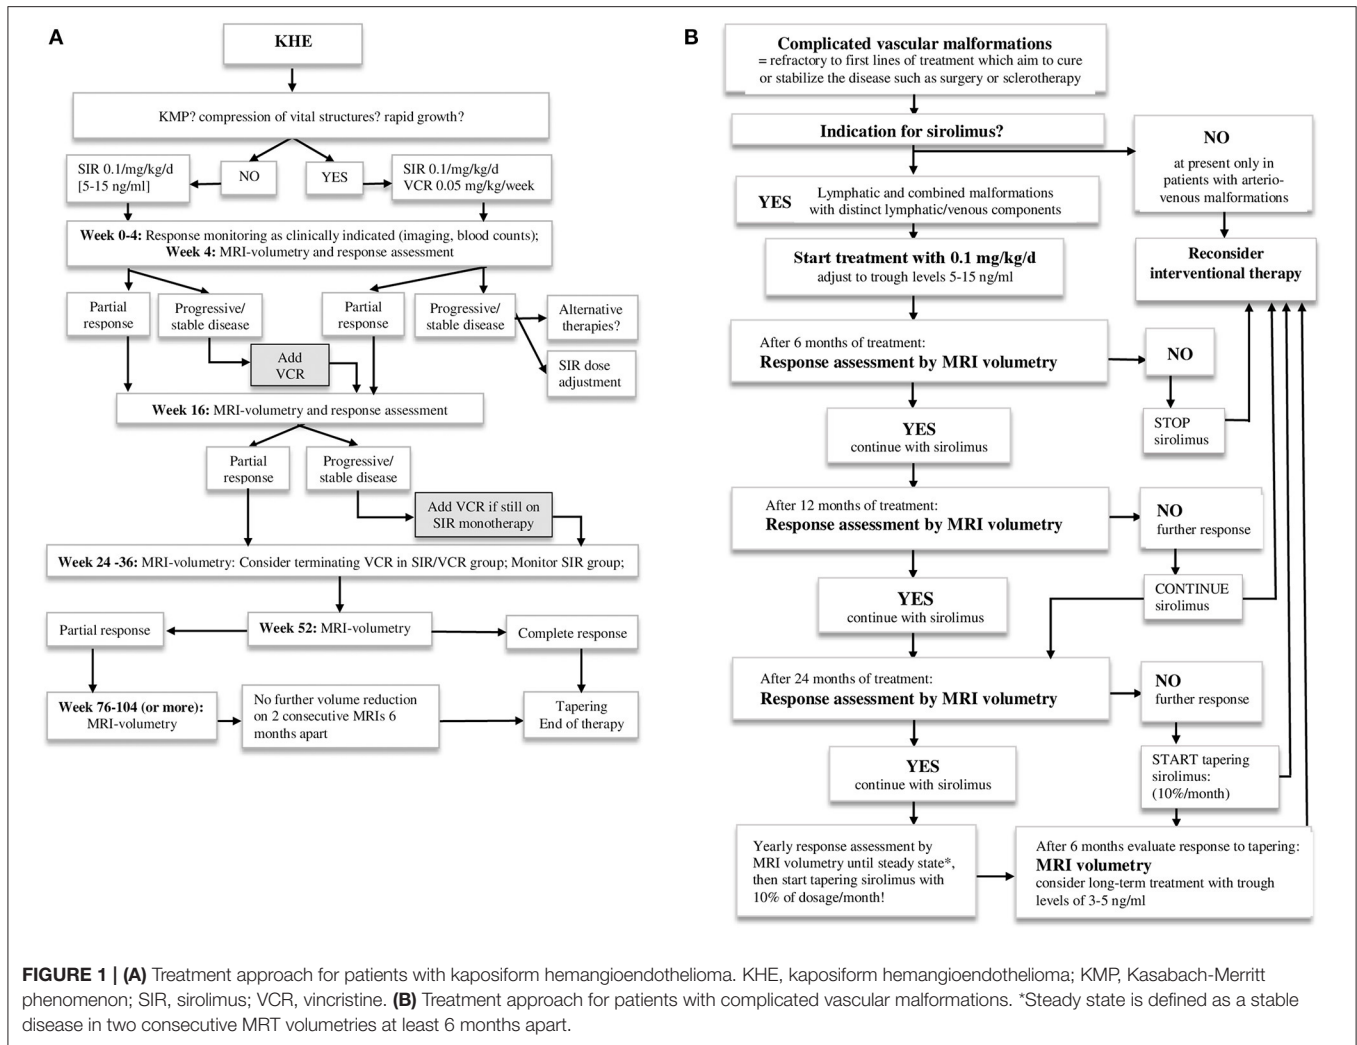 A
KHE
KMP? compression of vital structures? rapid growth?
SIR 0.1/mg/kg/d
[5-15 ng/ml]
NO
YES
SIR 0.1/mg/kg/d
VCR 0.05 mg/kg/week
Week 0-4: Response monitoring as clinically indicated (imaging, blood counts);
Week 4: MRI-volumetry and response assessment
Partial
response
Progressive/
stable disease
Partial
response
Progressive/
stable disease
Alternative
therapies?
Add
VCR
SIR dose
adjustment
Week 16: MRI-volumetry and response assessment
Partial
response
Progressive/
stable disease
Add VCR if still on
SIR monotherapy
Week 24 -36: MRI-volumetry: Consider terminating VCR in SIR/VCR group; Monitor SIR group;
Partial response
Week 52: MRI-volumetry
Complete response
Week 76-104 (or more):
MRI-volumetry
No further volume reduction
on 2 consecutive MRIs 6
months apart
Tapering
End of therapy
B
Complicated vascular malformations
= refractory to first lines of treatment which aim to cure
or stabilize the disease such as surgery or sclerotherapy
Indication for sirolimus?
NO
at present only in
patients with arterio-
venous malformations
YES Lymphatic and combined malformations
with distinct lymphatic/venous components
Start treatment with 0.1 mg/kg/d
adjust to trough levels 5-15 ng/ml
Reconsider
interventional therapy
After 6 months of treatment:
Response assessment by MRI volumetry
NO
STOP
sirolimus
YES
continue with sirolimus
After 12 months of treatment:
Response assessment by MRI volumetry
NO
further response
CONTINUE
sirolimus
YES
continue with sirolimus
After 24 months of treatment:
Response assessment by MRI volumetry
NO
further response
START tapering
sirolimus:
(10%/month)
YES
continue with sirolimus
Yearly response assessment by
MRI volumetry until steady state*,
then start tapering sirolimus with
10% of dosage/month!
After 6 months evaluate response to tapering:
MRI volumetry
consider long-term treatment with trough
levels of 3-5 ng/ml
FIGURE 1 | (A) Treatment approach for patients with kaposiform hemangioendothelioma. KHE, kaposiform hemangioendothelioma; KMP, Kasabach-Merritt
phenomenon; SIR, sirolimus; VCR, vincristine. (B) Treatment approach for patients with complicated vascular malformations. *Steady state is defined as a stable
disease in two consecutive MRT volumetries at least 6 months apart.